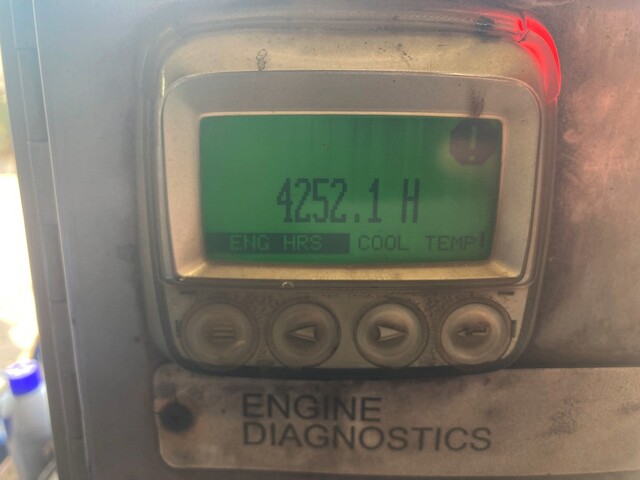 !
4252.1 H
ENG HRS COOL TEMP!
ENGINE
DIAGNOSTICS